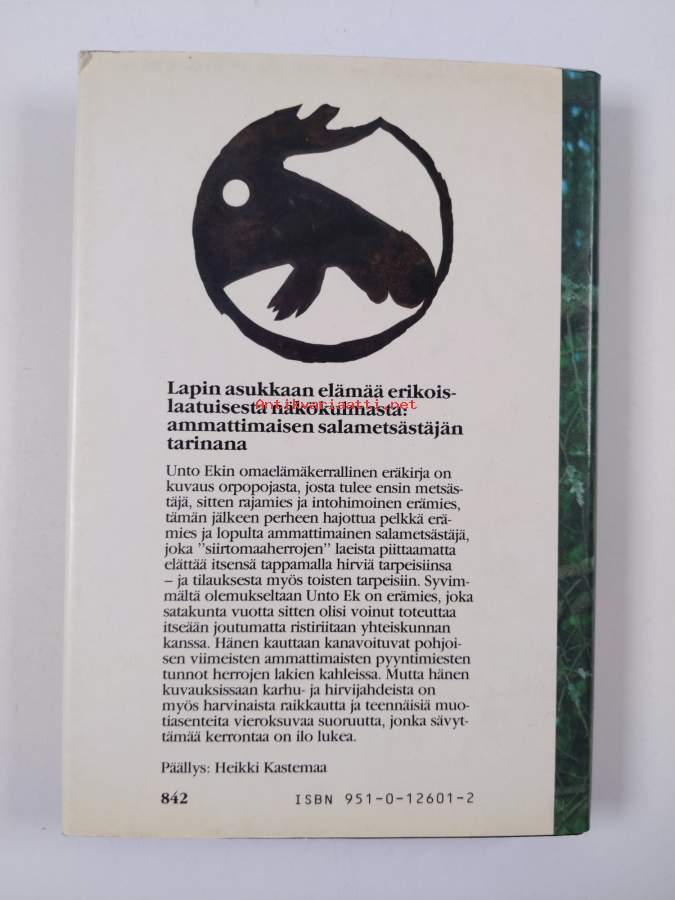 Lapin asukkaan elämää erikois-
laatuisesta näkökulmasta:
Antikvariaatti.net
ammattimaisen salametsästäjän
tarinana
Unto Ekin omaelämäkerrallinen eräkirja on
kuvaus orpopojasta, josta tulee ensin metsäs-
täjä, sitten rajamies ja intohimoinen erämies,
tämän jälkeen perheen hajottua pelkkä erä-
mies ja lopulta ammattimainen salametsästäjä,
joka ”siirtomaaherrojen” laeista piittaamatta
elättää itsensä tappamalla hirviä tarpeisiinsa
– ja tilauksesta myös toisten tarpeisiin. Syvim-
mältä olemukseltaan Unto Ek on erämies, joka
satakunta vuotta sitten olisi voinut toteuttaa
itseään joutumatta ristiriitaan yhteiskunnan
kanssa. Hänen kauttaan kanavoituvat pohjoi-
sen viimeisten ammattimaisten pyyntimiesten
tunnot herrojen lakien kahleissa. Mutta hänen
kuvauksissaan karhu- ja hirvijahdeista on
myös harvinaista raikkautta ja teennäisiä muo-
tiasenteita vieroksuvaa suoruutta, jonka sävyt-
tämää kerrontaa on ilo lukea.
Päällys: Heikki Kastemaa
842 ISBN 951-0-12601-2